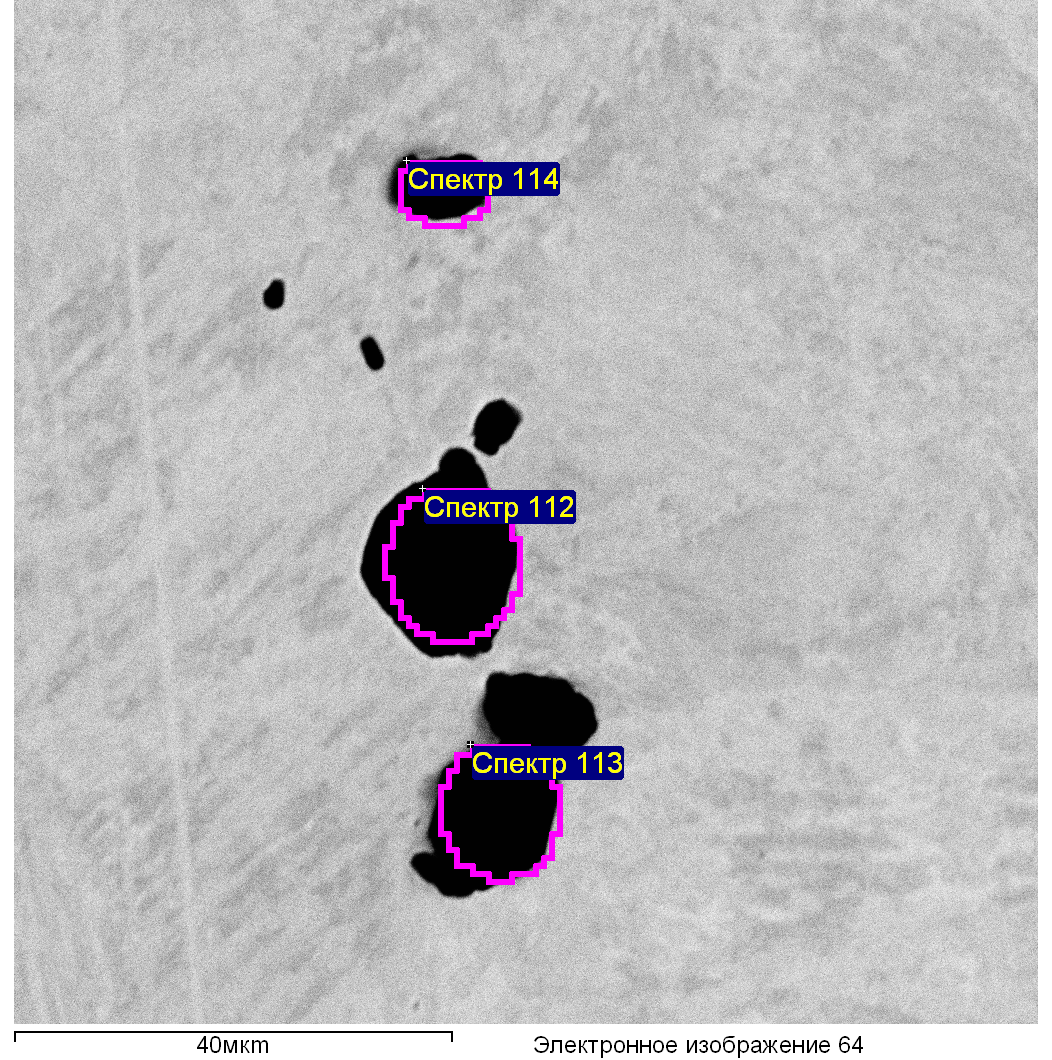 Спектр 114
Спектр 112
Спектр 113
40мкm
Электронное изображение 64